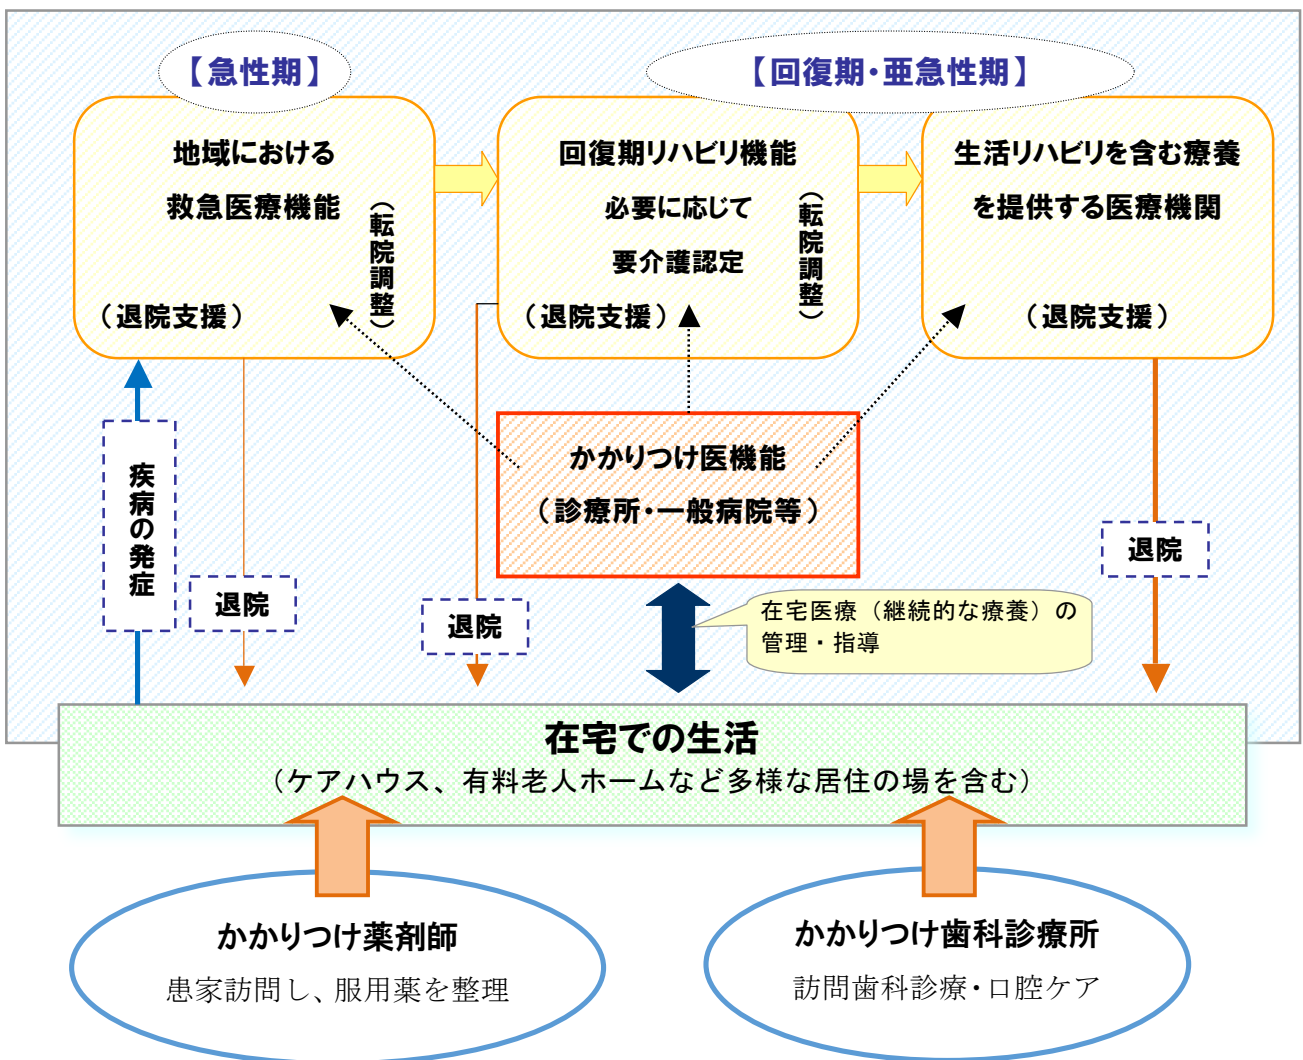 【急性期】
【回復期・亜急性期】
地域における
救急医療機能
（転院調整）
（退院支援）
回復期リハビリ機能
必要に応じて
要介護認定
（転院調整）
（退院支援）
生活リハビリを含む療養
を提供する医療機関
（退院支援）
かかりつけ医機能
（診療所・一般病院等）
疾病の発症
退院
退院
退院
在宅医療（継続的な療養）の
管理・指導
在宅での生活
（ケアハウス、有料老人ホームなど多様な居住の場を含む）
かかりつけ薬剤師
患家訪問し、服用薬を整理
かかりつけ歯科診療所
訪問歯科診療・口腔ケア